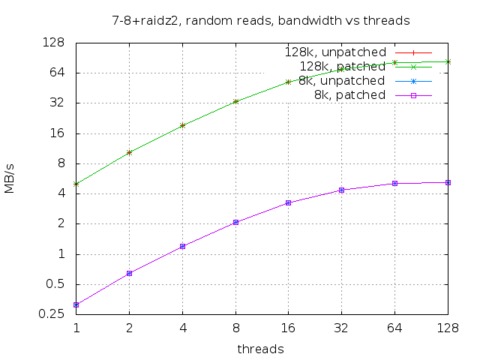 7-8+raidz2, random reads, bandwidth vs threads
128
64
32
16
8
4
2
1
0.5
0.25
MB/s
128k, unpatched
128k, patched
8k, unpatched
8k, patched
1 2 4 8 16 32 64 128
threads